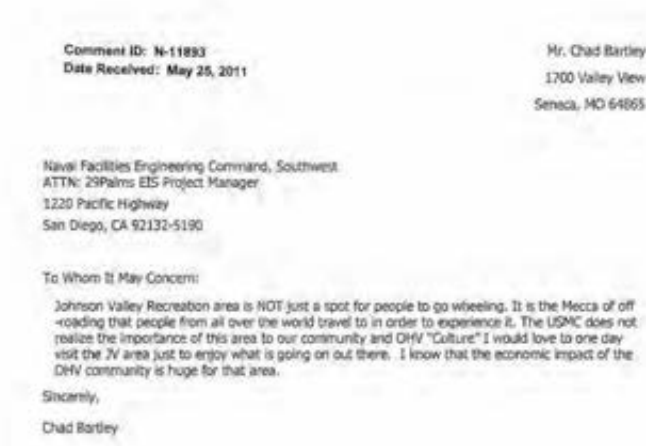 Comment ID: N-11893
Date Received: May 25, 2011
Mr. Chad Bartley
1700 Valley View
Seneca, MO 64865
Naval Facilities Engineering Command, Southwest
ATTN: 29Palms EIS Project Manager
1220 Pacific Highway
San Diego, CA 92132-5190
To Whom It May Concern:
Johnson Valley Recreation area is NOT just a spot for people to go wheeling. It is the Mecca of off
-roading that people from all over the world travel to in order to experience it. The USMC does not
realize the importance of this area to our community and OHV "Culture" I would love to one day
visit the JV area just to enjoy what is going on out there. I know that the economic impact of the
OHV community is huge for that area.
Sincerely,
Chad Bartley